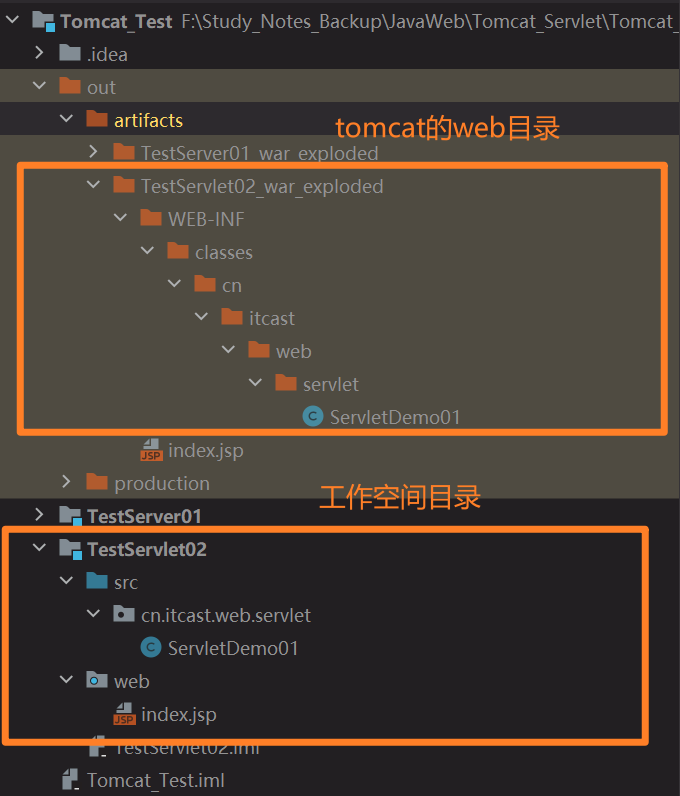 Tomcat_Test F:\Study_Notes_Backup\JavaWeb\Tomcat_Servlet\Tomcat_
.idea
out
artifacts
tomcat的web目录
TestServer01_war_exploded
TestServlet02_war_exploded
WEB-INF
classes
cn
itcast
web
servlet
C ServletDemo01
JSP index.jsp
production
工作空间目录
TestServer01
TestServlet02
src
cn.itcast.web.servlet
C ServletDemo01
web
JSP index.jsp
TestServlet02.iml
Tomcat_Test.iml